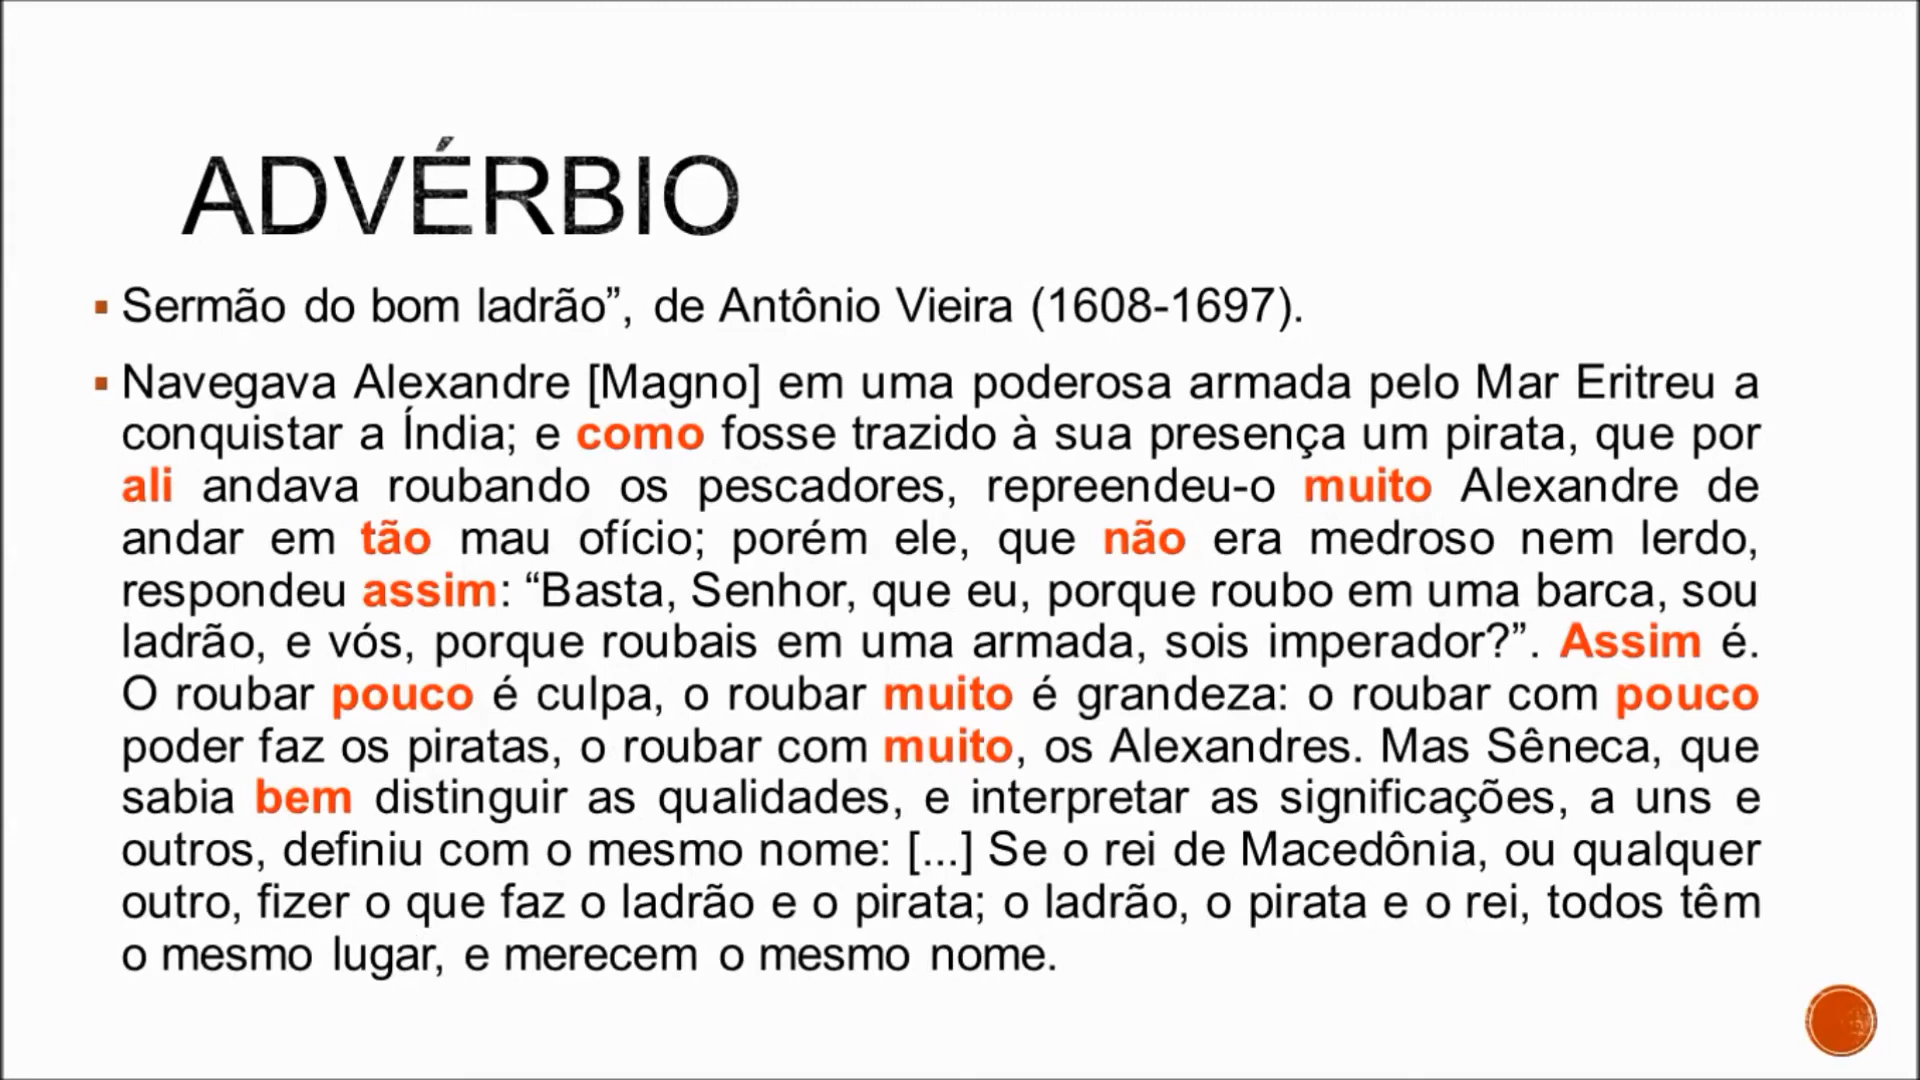 ADVÉRBIO
▪ Sermão do bom ladrão”, de Antônio Vieira (1608-1697).
▪ Navegava Alexandre [Magno] em uma poderosa armada pelo Mar Eritreu a
conquistar a Índia; e como fosse trazido à sua presença um pirata, que por
ali andava roubando os pescadores, repreendeu-o muito Alexandre de
andar em tão mau ofício; porém ele, que não era medroso nem lerdo,
respondeu assim: “Basta, Senhor, que eu, porque roubo em uma barca, sou
ladrão, e vós, porque roubais em uma armada, sois imperador?”. Assim é.
O roubar pouco é culpa, o roubar muito é grandeza: o roubar com pouco
poder faz os piratas, o roubar com muito, os Alexandres. Mas Sêneca, que
sabia bem distinguir as qualidades, e interpretar as significações, a uns e
outros, definiu com o mesmo nome: [...] Se o rei de Macedônia, ou qualquer
outro, fizer o que faz o ladrão e o pirata; o ladrão, o pirata e o rei, todos têm
o mesmo lugar, e merecem o mesmo nome.